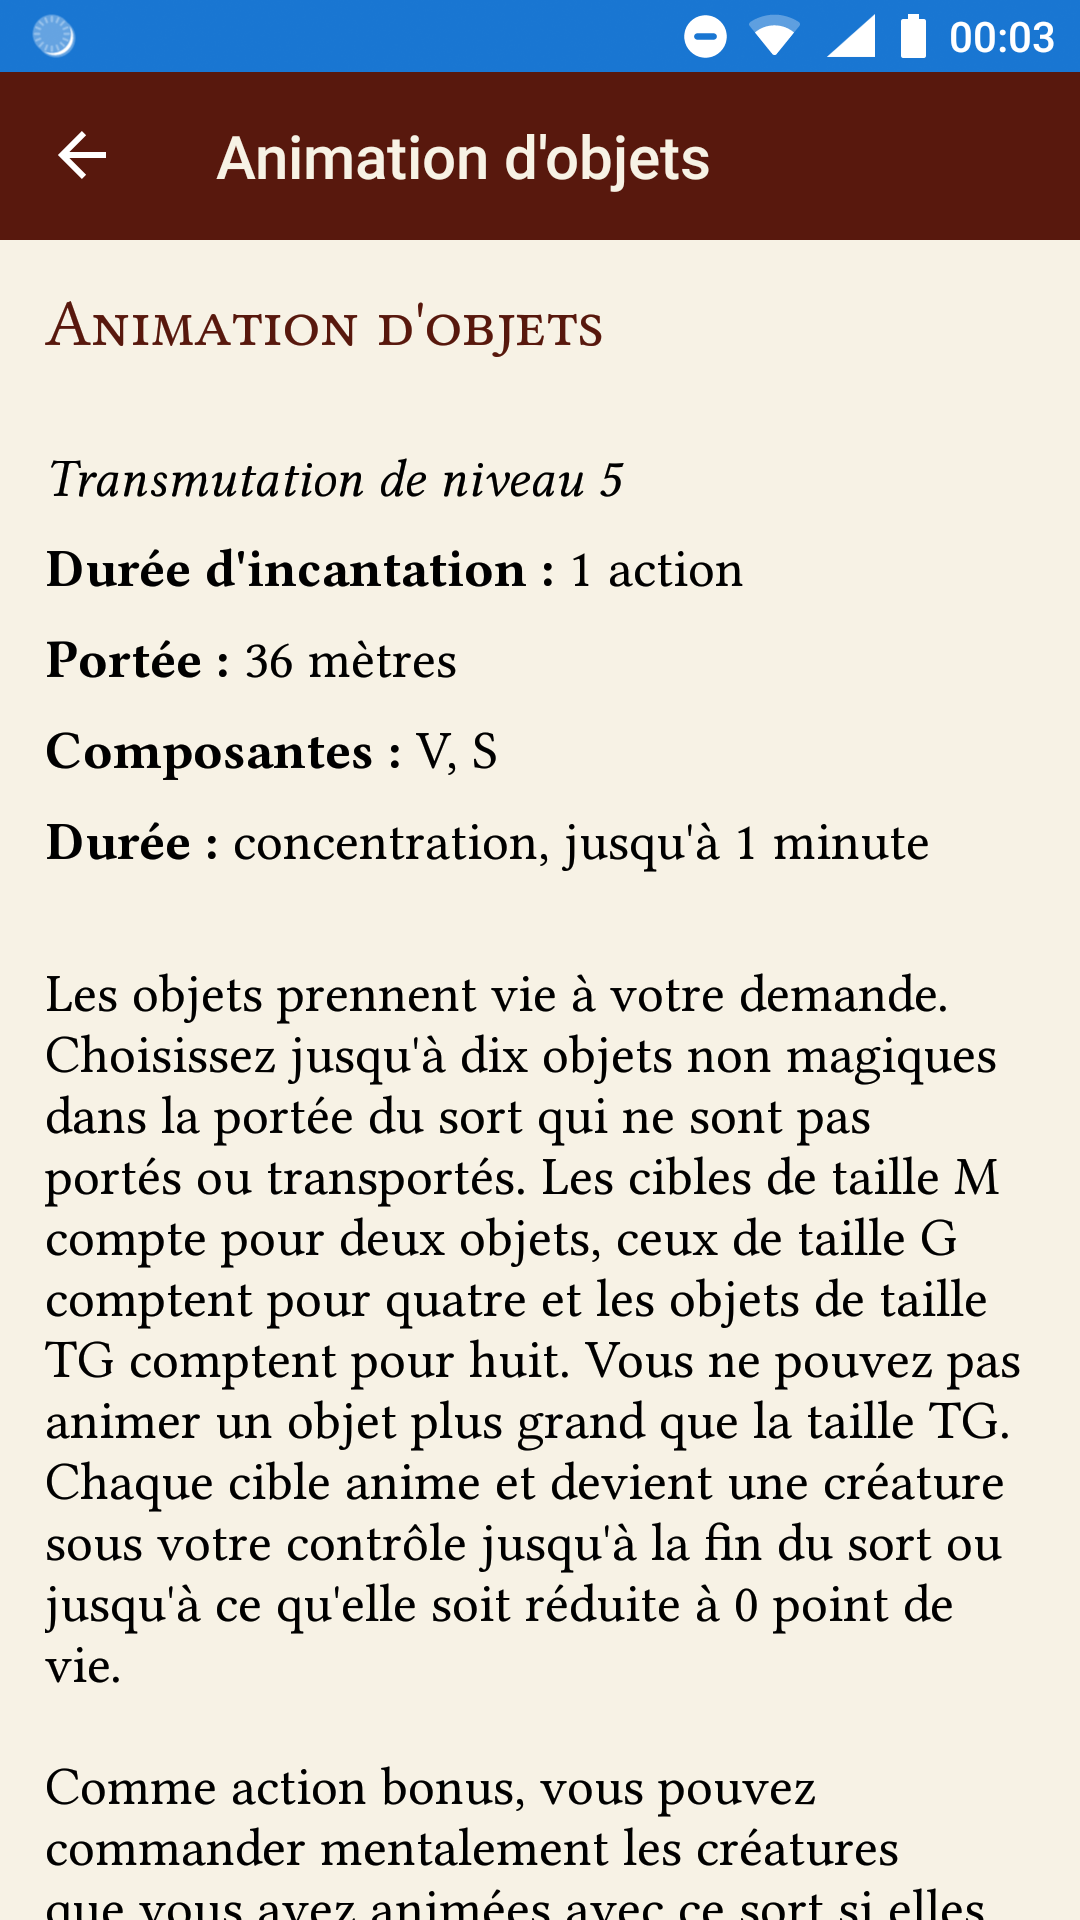 00:03
Animation d'objets
Animation d'objets
Transmutation de niveau 5
Durée d'incantation : 1 action
Portée : 36 mètres
Composantes : V, S
Durée : concentration, jusqu'à 1 minute
Les objets prennent vie à votre demande.
Choisissez jusqu'à dix objets non magiques
dans la portée du sort qui ne sont pas
portés ou transportés. Les cibles de taille M
compte pour deux objets, ceux de taille G
comptent pour quatre et les objets de taille
TG comptent pour huit. Vous ne pouvez pas
animer un objet plus grand que la taille TG.
Chaque cible anime et devient une créature
sous votre contrôle jusqu'à la fin du sort ou
jusqu'à ce qu'elle soit réduite à 0 point de
vie.
Comme action bonus, vous pouvez
commander mentalement les créatures
que vous avez animées avec ce sort si elles